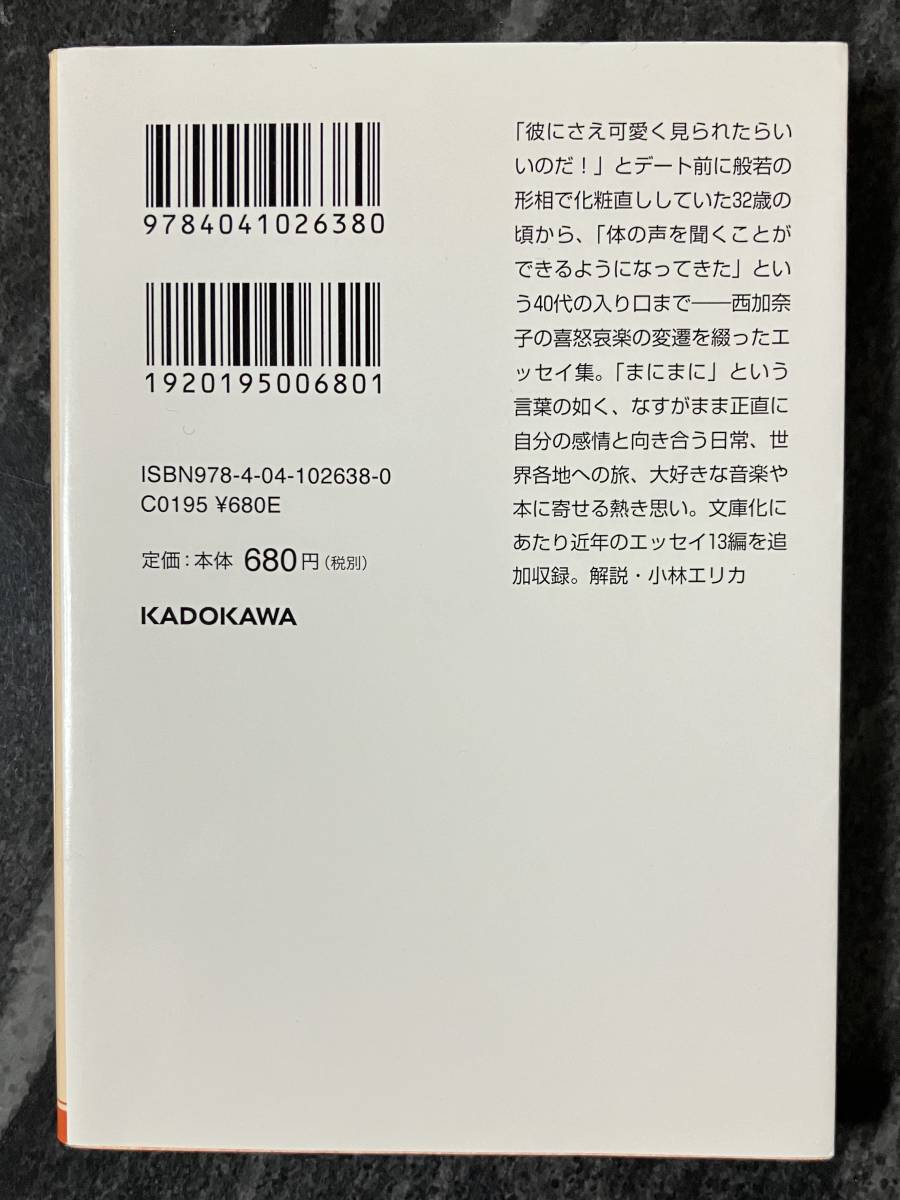 9784041026380
1920195006801
ISBN978-4-04-102638-0
C0195 ¥680E
定価：本体 680円（税別）
KADOKAWA
「彼にさえ可愛く見られたらい
いのだ！」とデート前に般若の
形相で化粧直ししていた32歳の
頃から、「体の声を聞くことが
できるようになってきた」とい
う40代の入り口まで――西加奈
子の喜怒哀楽の変遷を綴ったエ
ッセイ集。「まにまに」という
言葉の如く、なすがまま正直に
自分の感情と向き合う日常、世
界各地への旅、大好きな音楽や
本に寄せる熱き思い。文庫化に
あたり近年のエッセイ13編を追
加収録。解説・小林エリカ